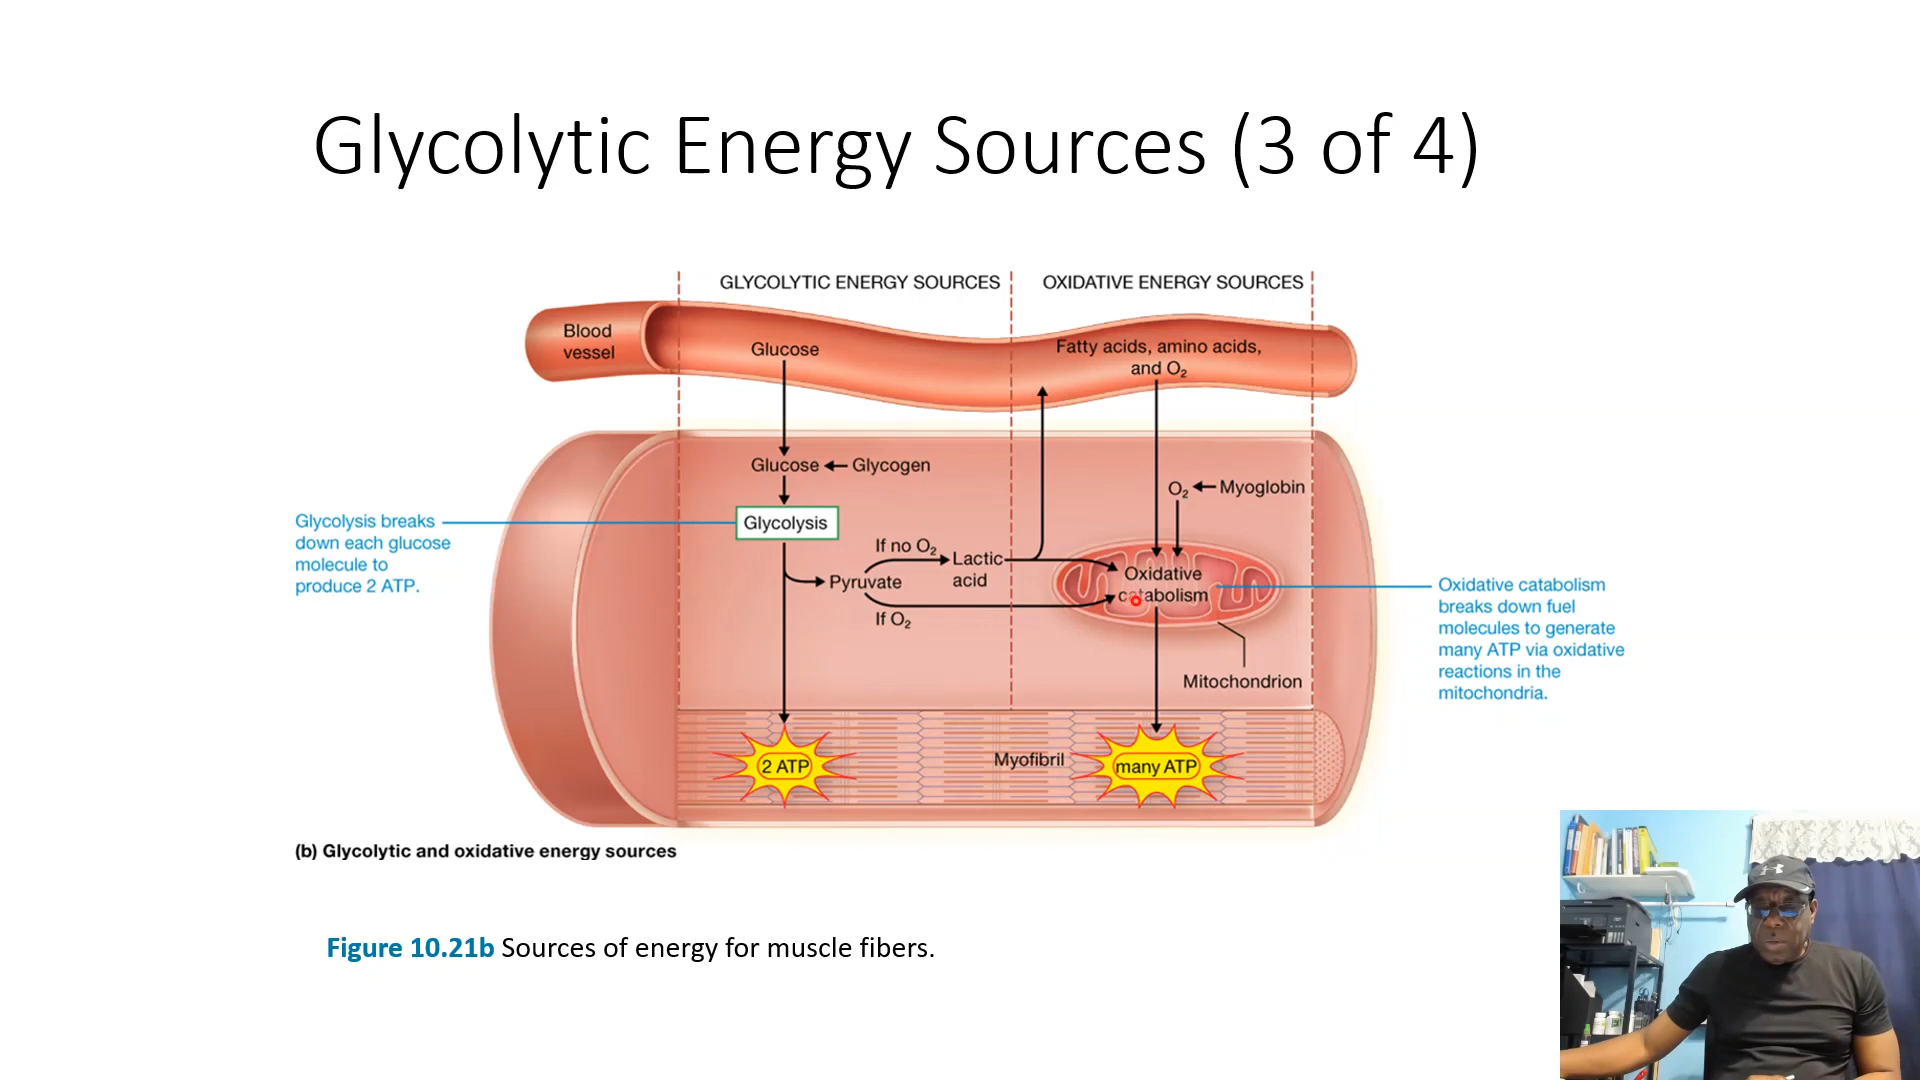 Glycolytic Energy Sources (3 of 4)
GLYCOLYTIC ENERGY SOURCES
OXIDATIVE ENERGY SOURCES
Blood
vessel
Glucose
Fatty acids, amino acids,
and O₂
Glucose
Glycogen
O₂
Myoglobin
Glycolysis
Glycolysis breaks
down each glucose
molecule to
produce 2 ATP.
If no O₂
Lactic
acid
Pyruvate
If O₂
Oxidative
catabolism
Oxidative catabolism
breaks down fuel
molecules to generate
many ATP via oxidative
reactions in the
mitochondria.
Mitochondrion
2 ATP
Myofibril
many ATP
(b) Glycolytic and oxidative energy sources
Figure 10.21b Sources of energy for muscle fibers.